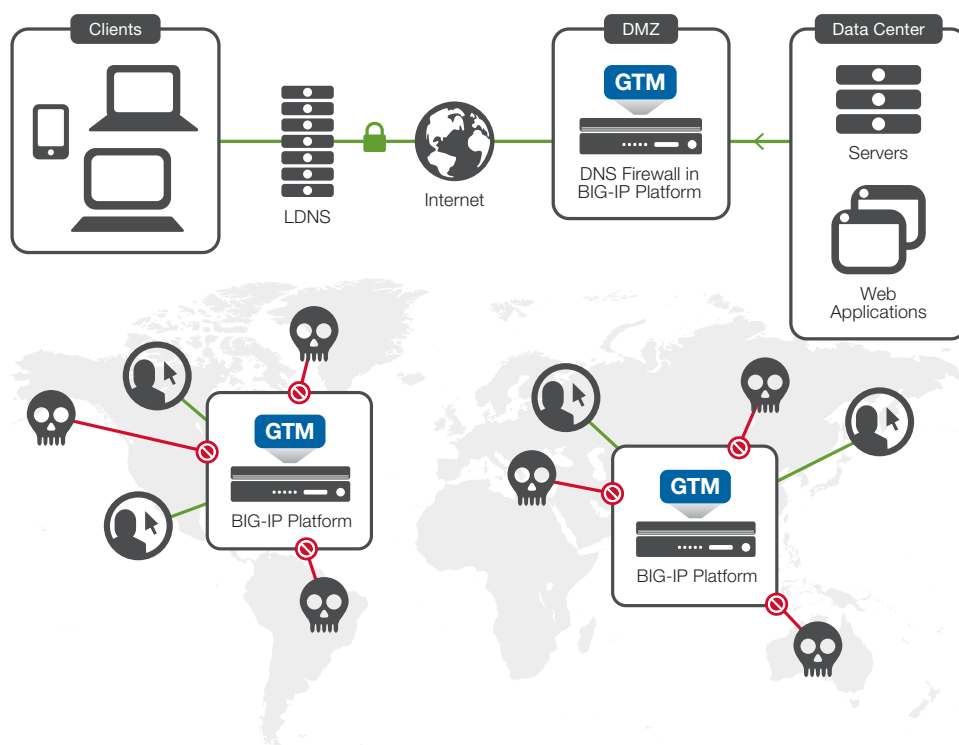 Clients
DMZ
Data Center
GTM
LDNS
Internet
DNS Firewall in
BIG-IP Platform
Servers
Web
Applications
GTM
BIG-IP Platform
GTM
BIG-IP Platform